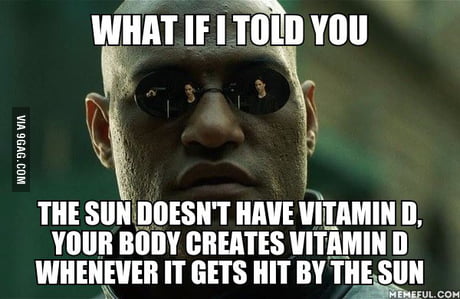 WHAT IF I TOLD YOU
VIA 9GAG.COM
THE SUN DOESN'T HAVE VITAMIN D,
YOUR BODY CREATES VITAMIN D
WHENEVER IT GETS HIT BY THE SUN
MEMEFUL.COM